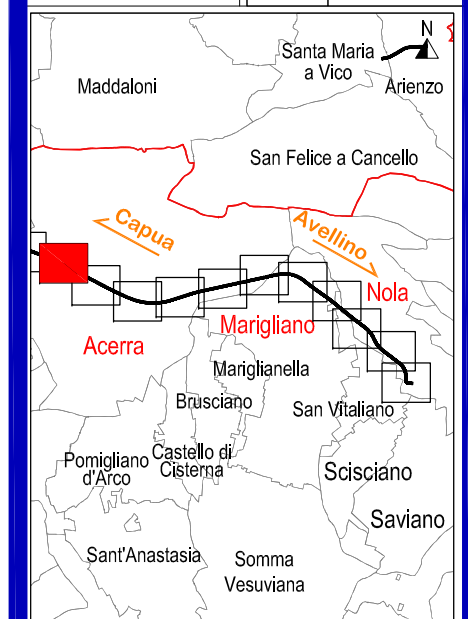 N
Santa Maria
a Vico
Maddaloni
Arienzo
San Felice a Cancello
Capua
Avellino
Nola
Marigliano
Acerra
Mariglianella
Brusciano
San Vitaliano
Castello di
Cisterna
Pomigliano
d'Arco
Scisciano
Saviano
Sant'Anastasia
Somma
Vesuviana